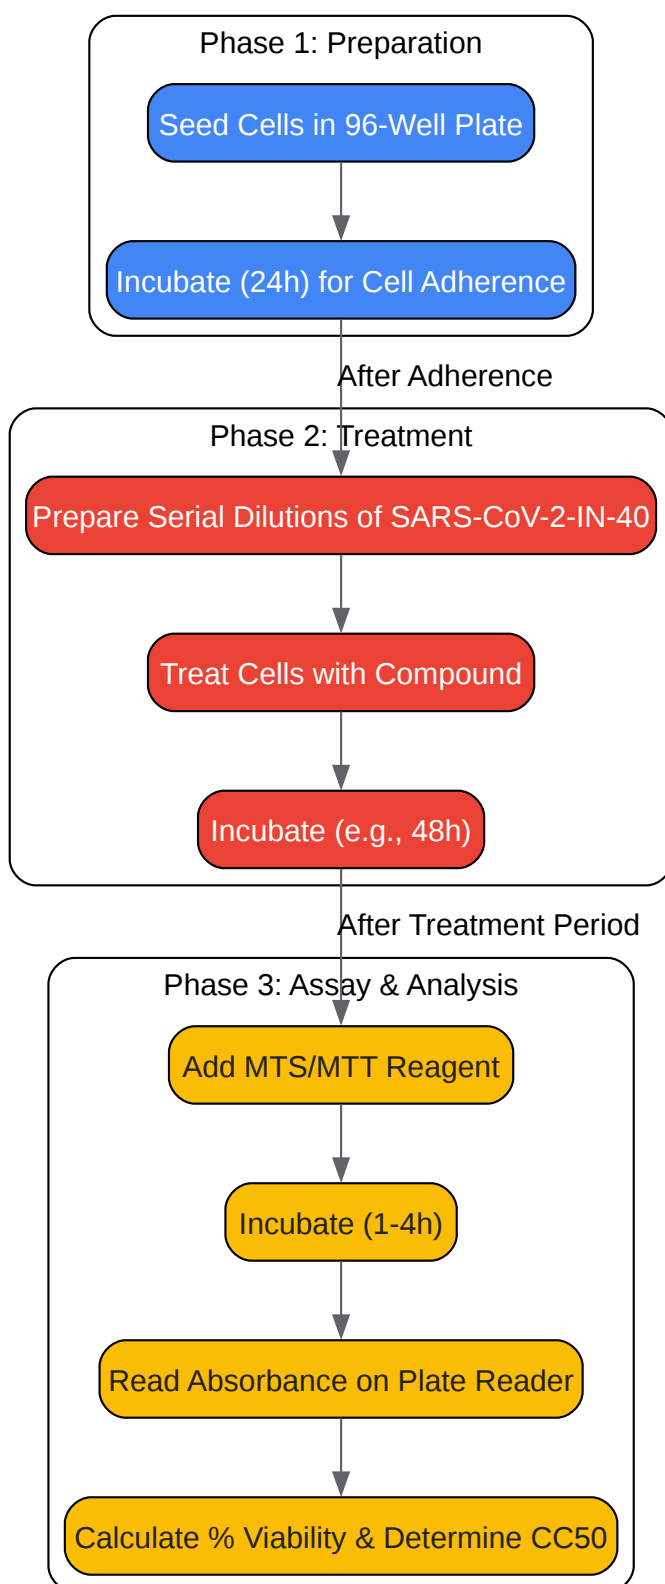 Phase 1: Preparation
Seed Cells in 96-Well Plate
Incubate (24h) for Cell Adherence
After Adherence
Phase 2: Treatment
Prepare Serial Dilutions of SARS-CoV-2-IN-40
Treat Cells with Compound
Incubate (e.g., 48h)
After Treatment Period
Phase 3: Assay & Analysis
Add MTS/MTT Reagent
Incubate (1-4h)
Read Absorbance on Plate Reader
Calculate % Viability & Determine CC50